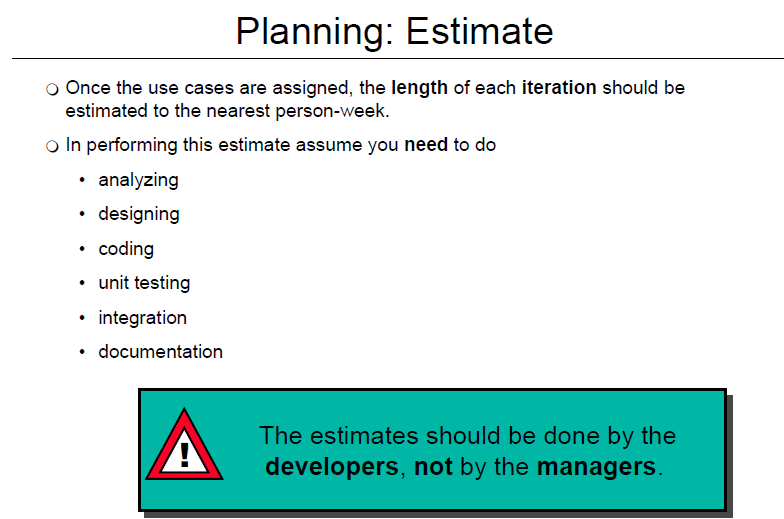 Planning: Estimate
Once the use cases are assigned, the length of each iteration should be
estimated to the nearest person-week.
In performing this estimate assume you need to do
• analyzing
• designing
• coding
• unit testing
• integration
• documentation
!
The estimates should be done by the
developers, not by the managers.